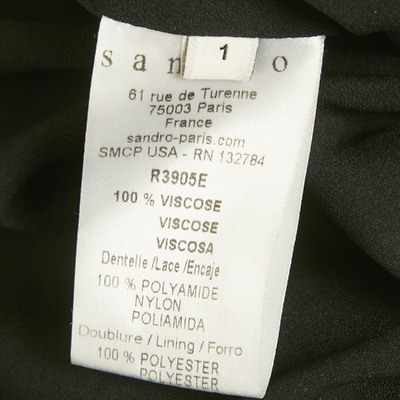 1
san o
61 rue de Turenne
75003 Paris
France
sandro-paris.com
SMCP USA - RN 132784
R3905E
100 % VISCOSE
VISCOSE
VISCOSA
Dentelle /Lace /Encaje
100 % POLYAMIDE
NYLON
POLIAMIDA
Doublure / Lining / Forro
100 % POLYESTER
POLYESTER